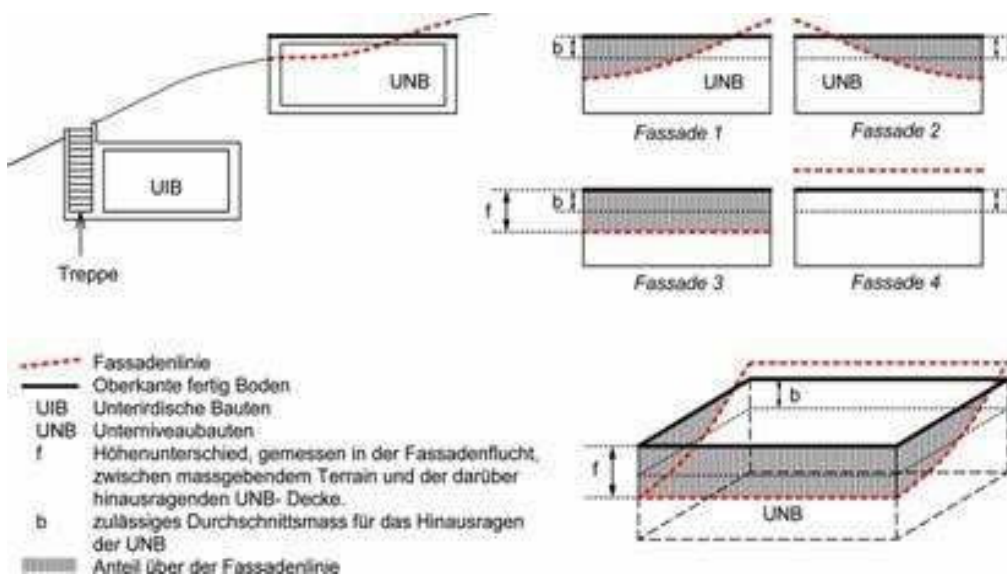 UNB
UIB
Treppe
b
UNB
Fassade 1
b
UNB
Fassade 2
f
b
Fassade 3
b
Fassade 4
Fassadenlinie
Oberkante fertig Boden
UIB Unterirdische Bauten
UNB Unterniveaubauten
f Höhenunterschied, gemessen in der Fassadenflucht,
zwischen massgebendem Terrain und der darüber
hinausragenden UNB- Decke.
b zulässiges Durchschnittsmass für das Hinausragen
der UNB
Anteil über der Fassadenlinie
b
f
UNB